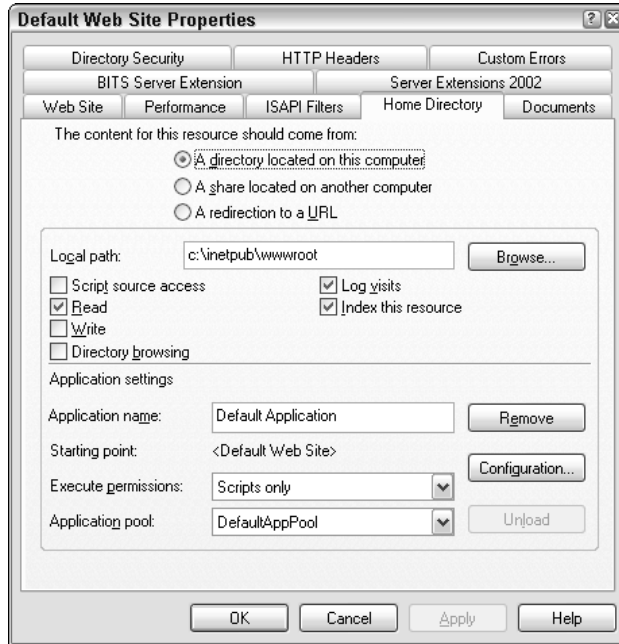 Default Web Site Properties
Directory Security HTTP Headers Custom Errors
BITS Server Extension Server Extensions 2002
Web Site Performance ISAPI Filters Home Directory Documents
The content for this resource should come from:
A directory located on this computer
A share located on another computer
A redirection to a URL
Local path: c:\inetpub\wwwroot Browse...
Script source access Log visits
Read Index this resource
Write
Directory browsing
Application settings
Application name: Default Application Remove
Starting point: <Default Web Site>
Configuration...
Execute permissions: Scripts only
Application pool: DefaultAppPool Unload
OK Cancel Apply Help